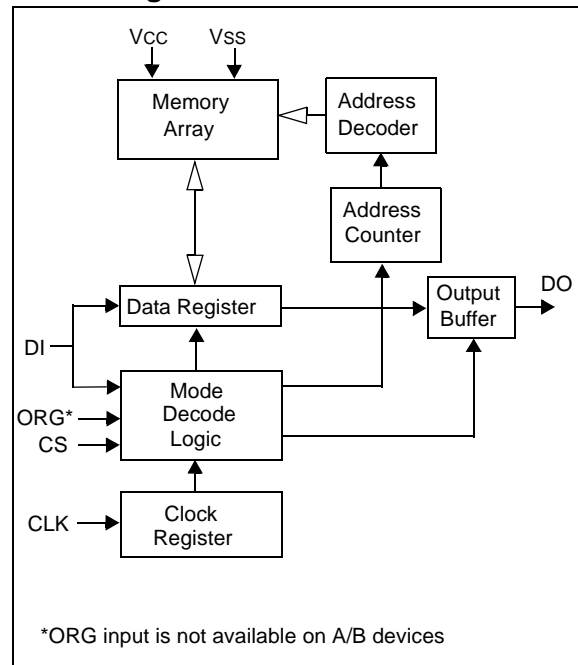 VCC
VSS
Memory
Array
Address
Decoder
Address
Counter
Data Register
Output
Buffer
DO
DI
Mode
Decode
Logic
ORG*
CS
CLK
Clock
Register
*ORG input is not available on A/B devices